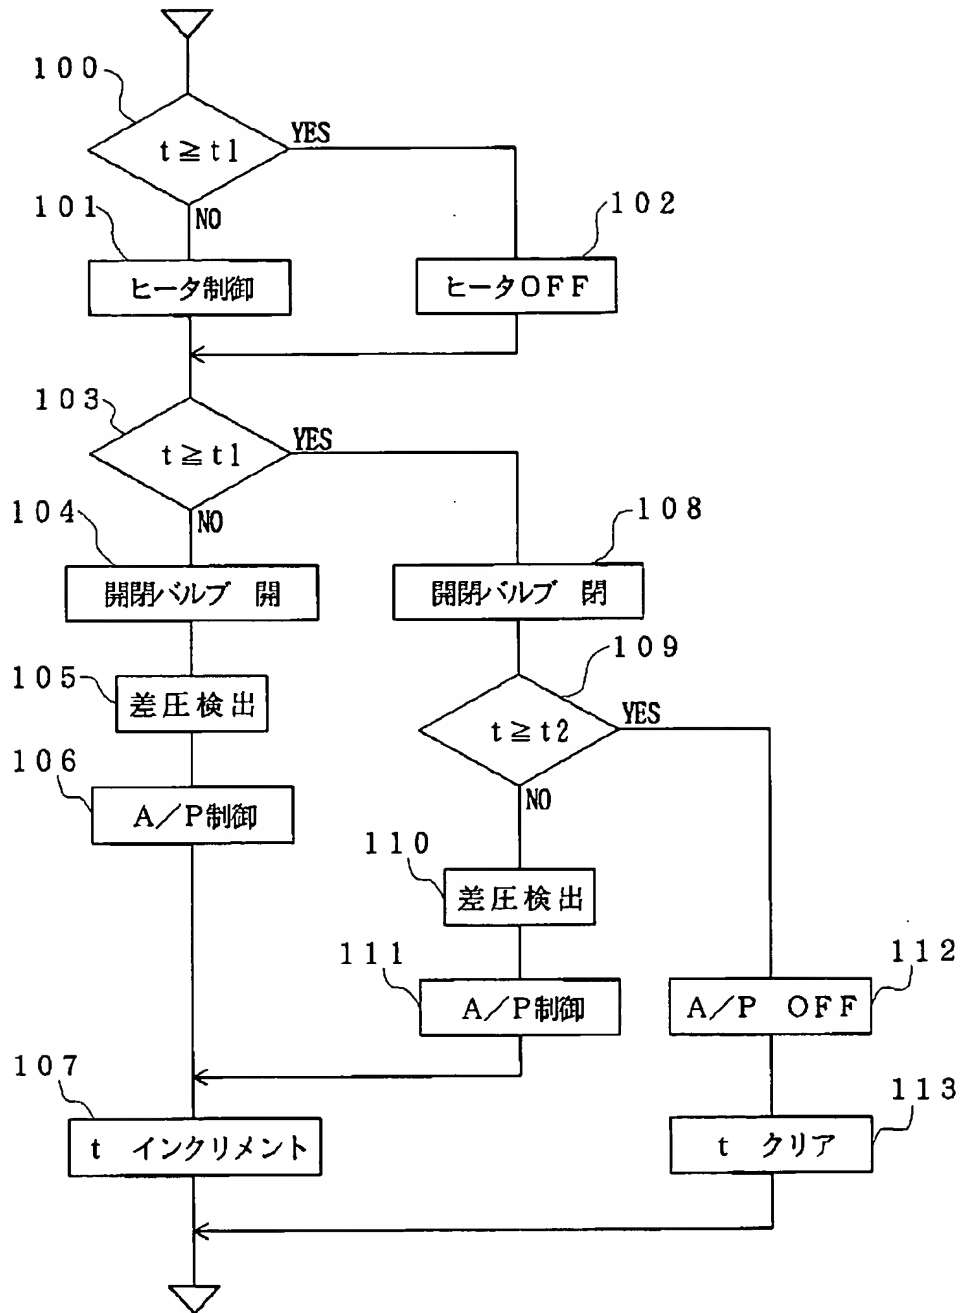 １００
t≧t1
YES
NO
１０１
１０２
ヒータ制御
ヒータＯＦＦ
１０３
t≧t1
YES
NO
１０４
１０８
開閉バルブ　開
開閉バルブ　閉
１０５
１０９
差圧検出
t≧t2
YES
NO
１０６
Ａ／Ｐ制御
１１０
差圧検出
１１１
１１２
Ａ／Ｐ制御
Ａ／Ｐ　ＯＦＦ
１０７
１１３
t　インクリメント
t　クリア